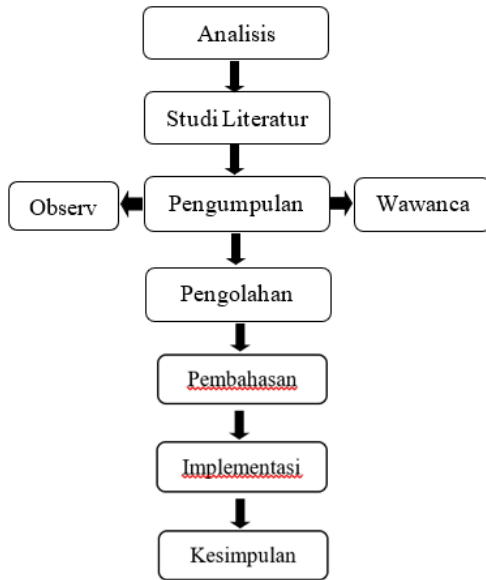 Analisis
Studi Literatur
Observ
Pengumpulan
Wawanca
Pengolahan
Pembahasan
Implementasi
Kesimpulan